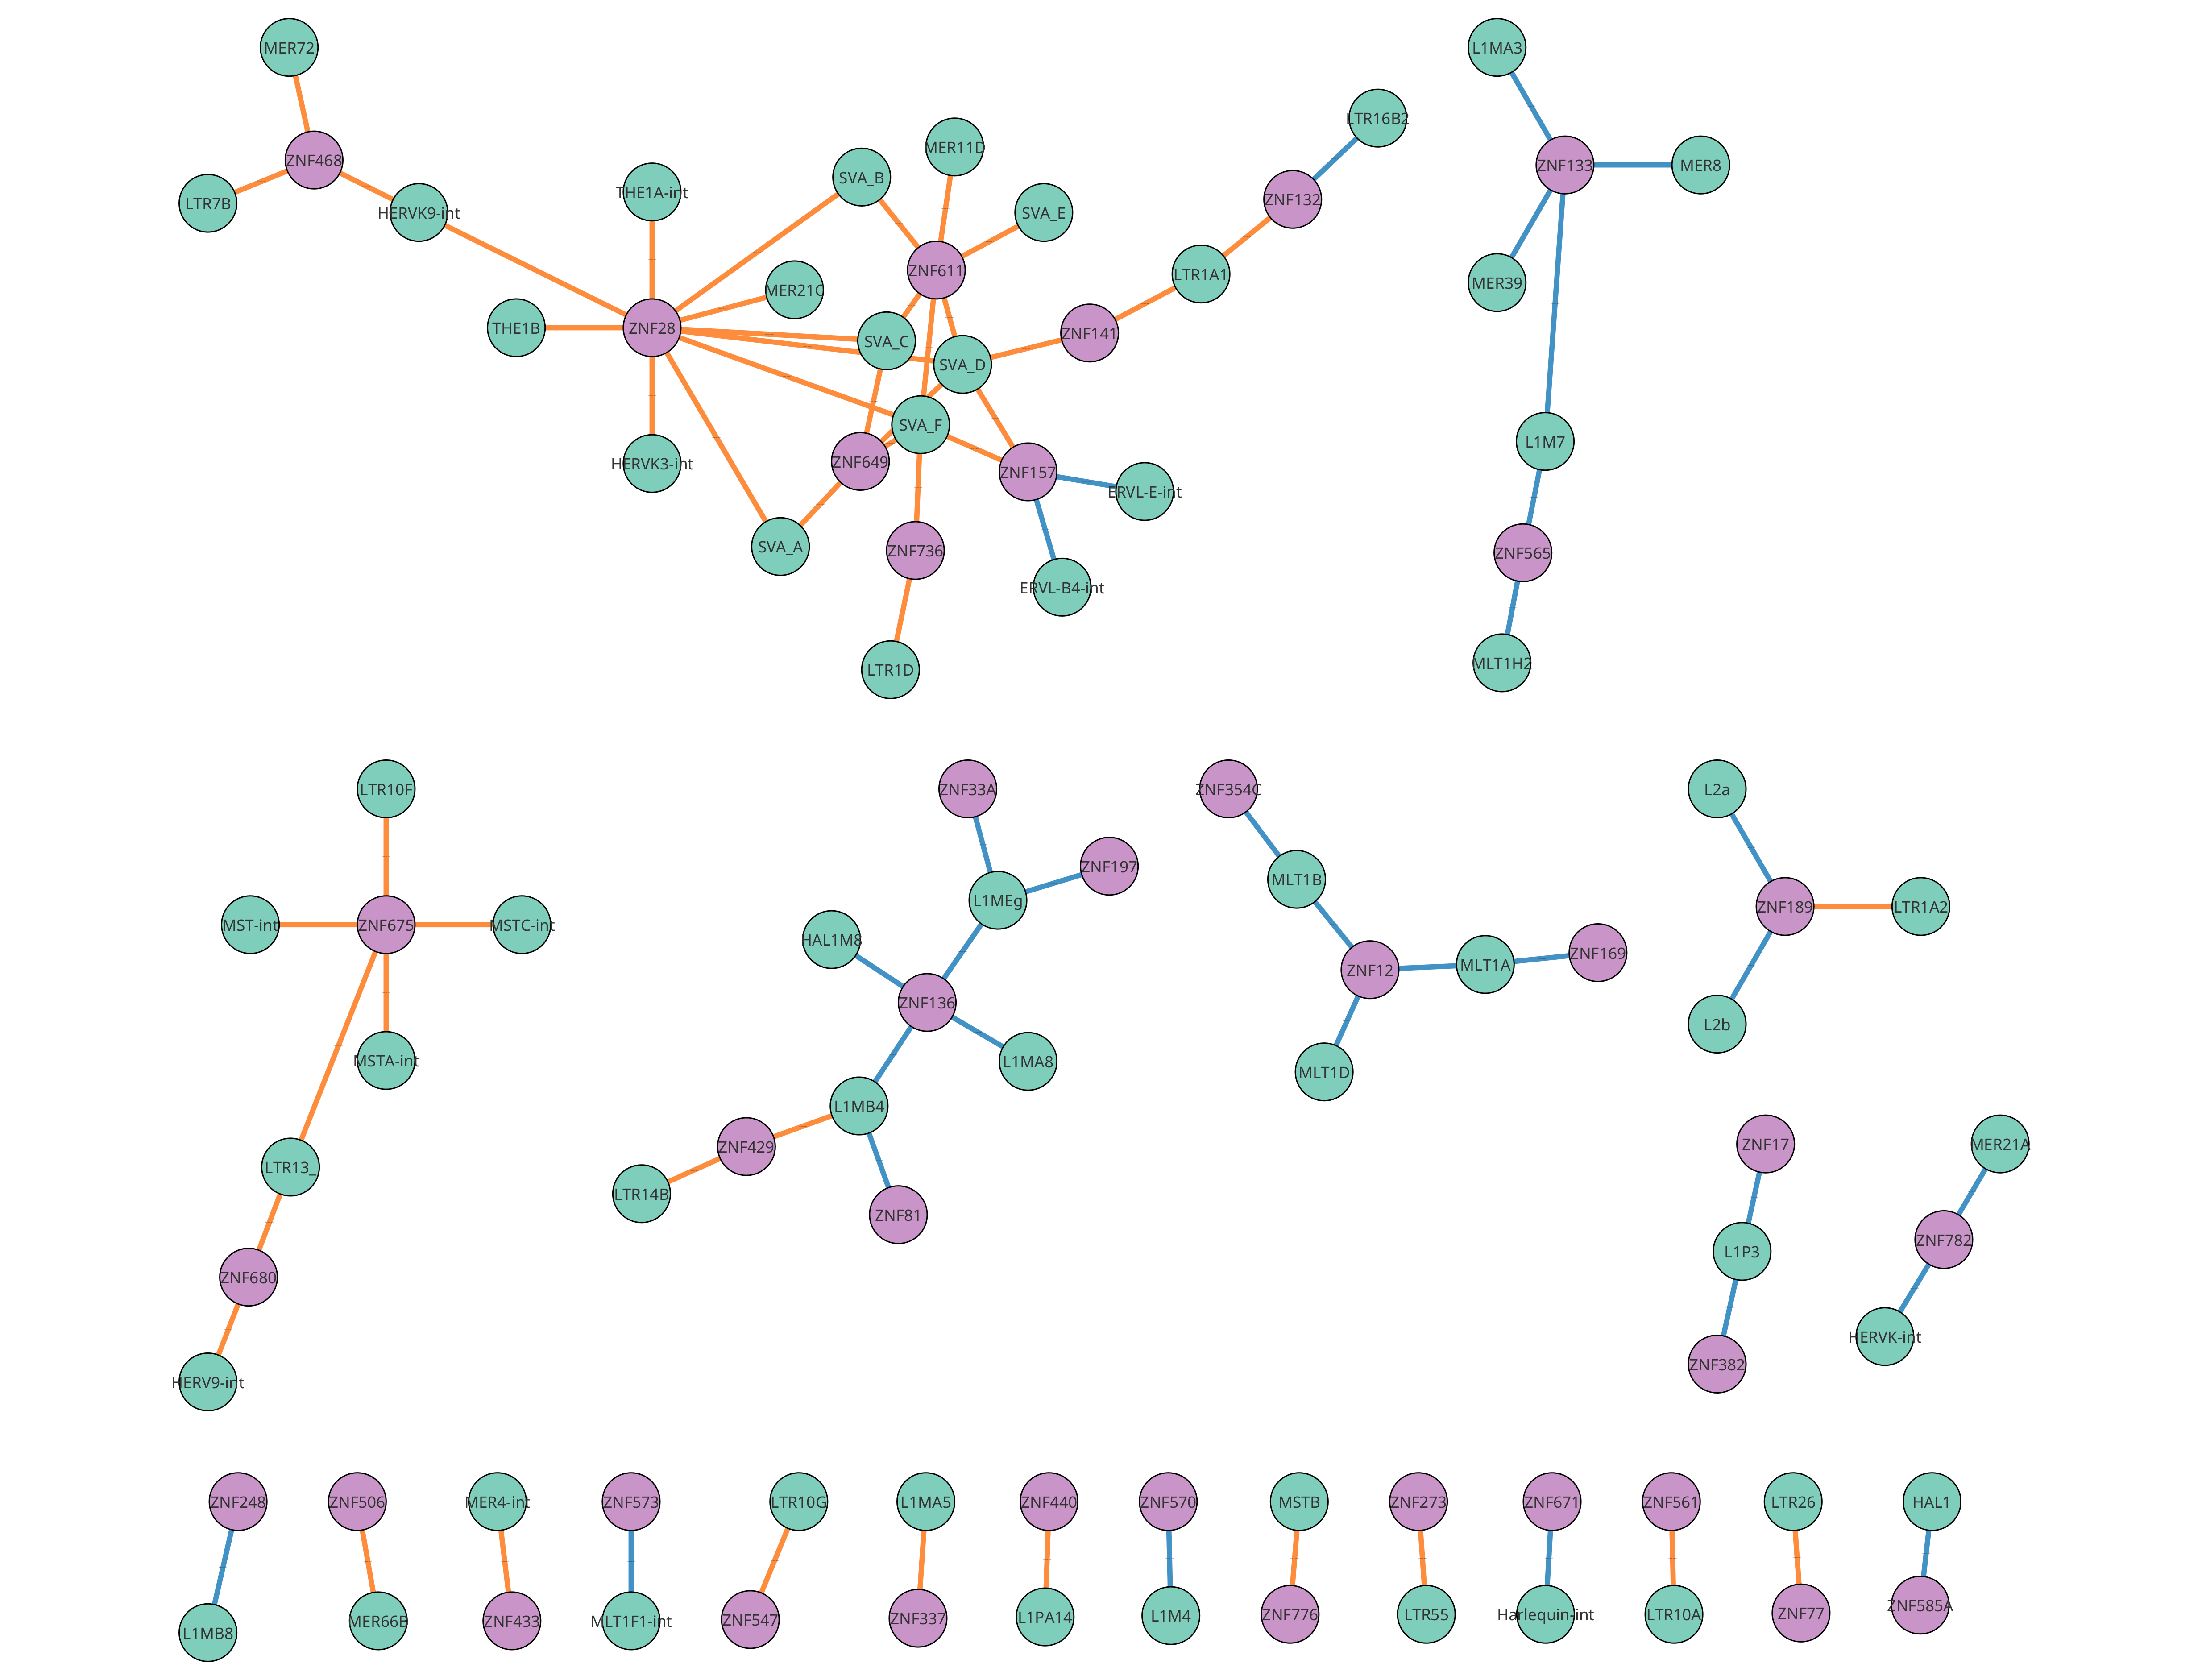 MER72
L1MA3
LTR16B2
MER11D
ZNF468
ZNF133
MER8
SVA_B
THE1A-int
LTR7B
ZNF132
HERVK9-int
SVA_E
ZNF611
LTR1A1
MER39
MER21C
ZNF28
THE1B
ZNF141
SVA_C
SVA_D
SVA_F
L1M7
ZNF649
HERVK3-int
ZNF157
ERVL-E-int
SVA_A
ZNF736
ZNF565
ERVL-B4-int
MLT1H2
LTR1D
LTR10F
ZNF33A
ZNF354C
L2a
ZNF197
MLT1B
L1MEg
ZNF189
LTR1A2
MST-int
ZNF675
MSTC-int
HAL1M8
ZNF169
MLT1A
ZNF12
ZNF136
L2b
MSTA-int
L1MA8
MLT1D
L1MB4
ZNF17
MER21A
ZNF429
LTR13_
LTR14B
ZNF81
ZNF782
L1P3
ZNF680
HERVK-int
ZNF382
HERV9-int
ZNF248
ZNF506
MER4-int
ZNF573
LTR10G
L1MA5
ZNF440
ZNF570
MSTB
ZNF273
ZNF671
ZNF561
LTR26
HAL1
L1MB8
MER66B
ZNF433
MLT1F1-int
ZNF547
ZNF337
L1PA14
L1M4
ZNF776
LTR55
Harlequin-int
LTR10A
ZNF77
ZNF585A